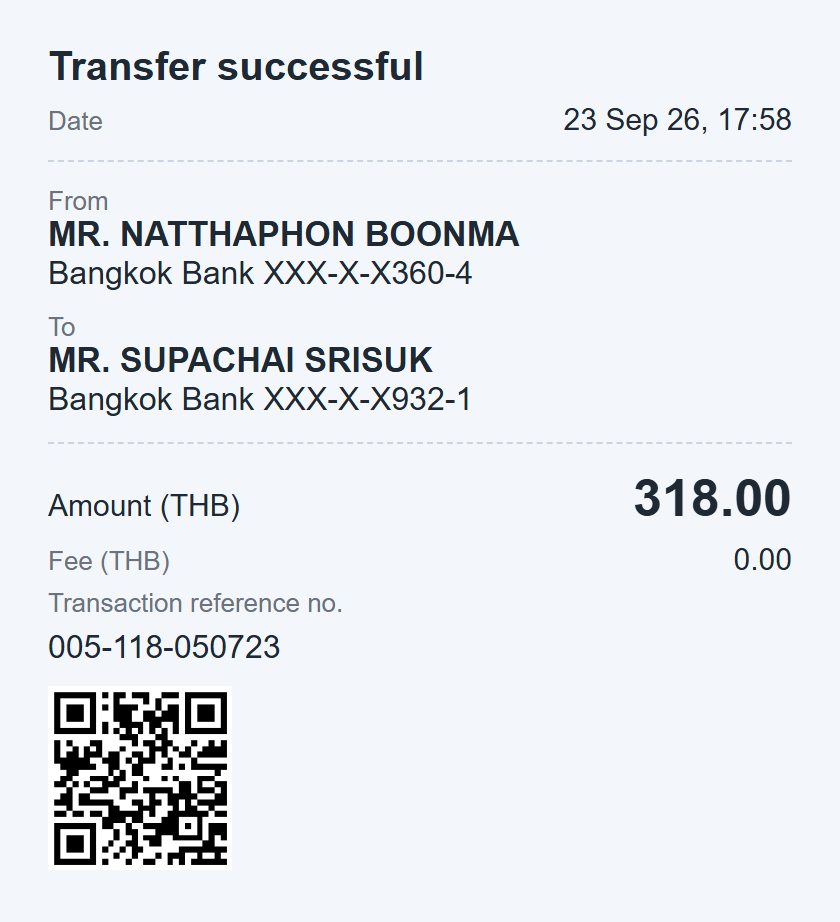 Transfer successful
Date 23 Sep 26, 17:58
From
MR. NATTHAPHON BOONMA
Bangkok Bank XXX-X-X360-4
To
MR. SUPACHAI SRISUK
Bangkok Bank XXX-X-X932-1
Amount (THB) 318.00
Fee (THB) 0.00
Transaction reference no.
005-118-050723